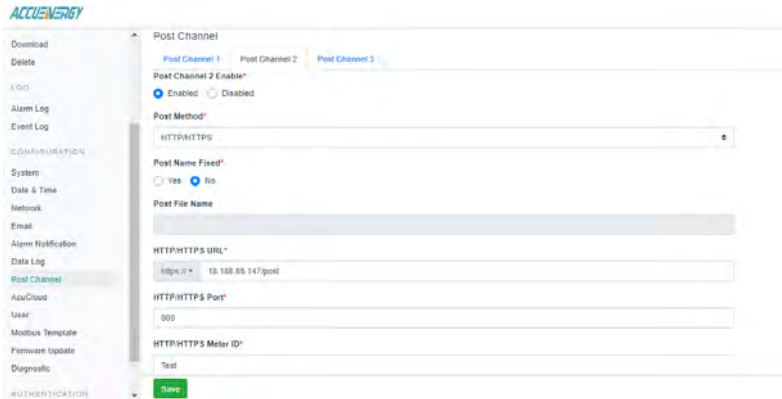 ACCUENERGY
Download
Delete
LOG
Alarm Log
Event Log
CONFIGURATION
System
Date & Time
Network
Email
Alarm Notification
Data Log
Post Channel
AcuCloud
User
Modbus Template
Firmware Update
Diagnostic
AUTHENTICATION
Post Channel
Post Channel 1 Post Channel 2 Post Channel 3
Post Channel 2 Enable*
Enabled Disabled
Post Method*
HTTP/HTTPS
Post Name Fixed*
Yes No
Post File Name
HTTP/HTTPS URL*
https:// 18.188.85.147/post
HTTP/HTTPS Port*
800
HTTP/HTTPS Meter ID*
Test
Save